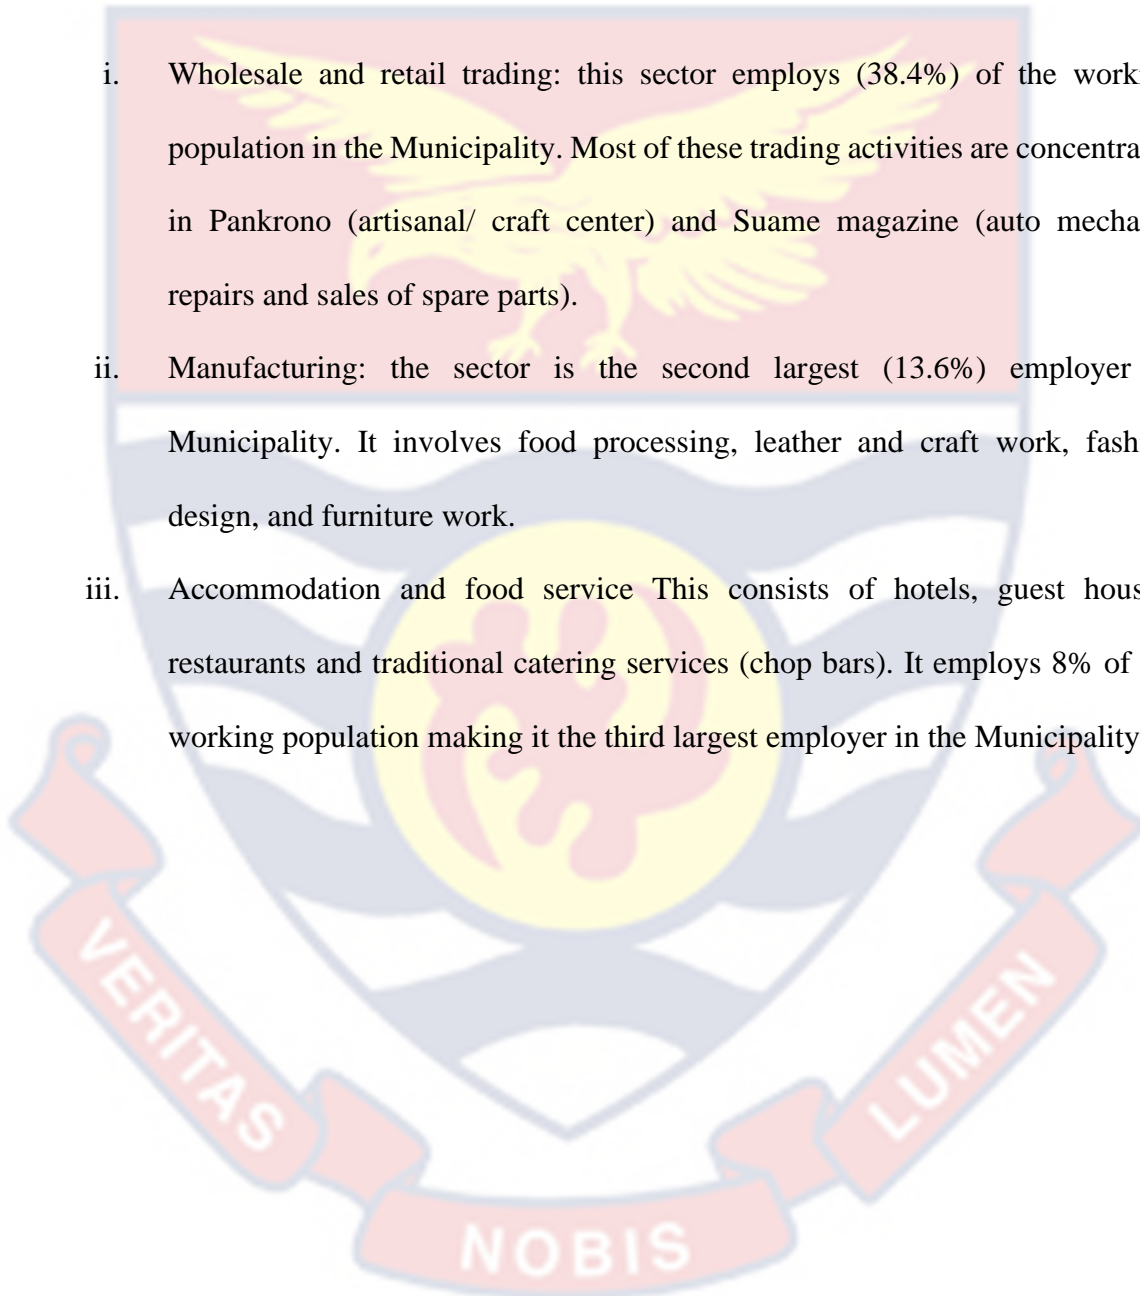 i. Wholesale and retail trading: this sector employs (38.4%) of the worki
population in the Municipality. Most of these trading activities are concentra
in Pankrono (artisanal/ craft center) and Suame magazine (auto mecha
repairs and sales of spare parts).
ii. Manufacturing: the sector is the second largest (13.6%) employer
Municipality. It involves food processing, leather and craft work, fash
design, and furniture work.
iii. Accommodation and food service This consists of hotels, guest hous
restaurants and traditional catering services (chop bars). It employs 8% of
working population making it the third largest employer in the Municipality
VERITAS
NOBIS
LUMEN